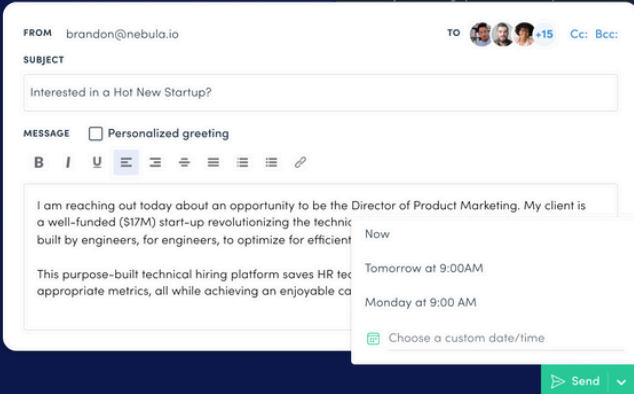 FROM brandon@nebula.io TO +15 Cc: Bcc:
SUBJECT
Interested in a Hot New Startup?
MESSAGE Personalized greeting
B I U
I am reaching out today about an opportunity to be the Director of Product Marketing. My client is
a well-funded ($17M) start-up revolutionizing the technic
built by engineers, for engineers, to optimize for efficient
This purpose-built technical hiring platform saves HR tec
appropriate metrics, all while achieving an enjoyable ca
Now
Tomorrow at 9:00AM
Monday at 9:00 AM
Choose a custom date/time
Send